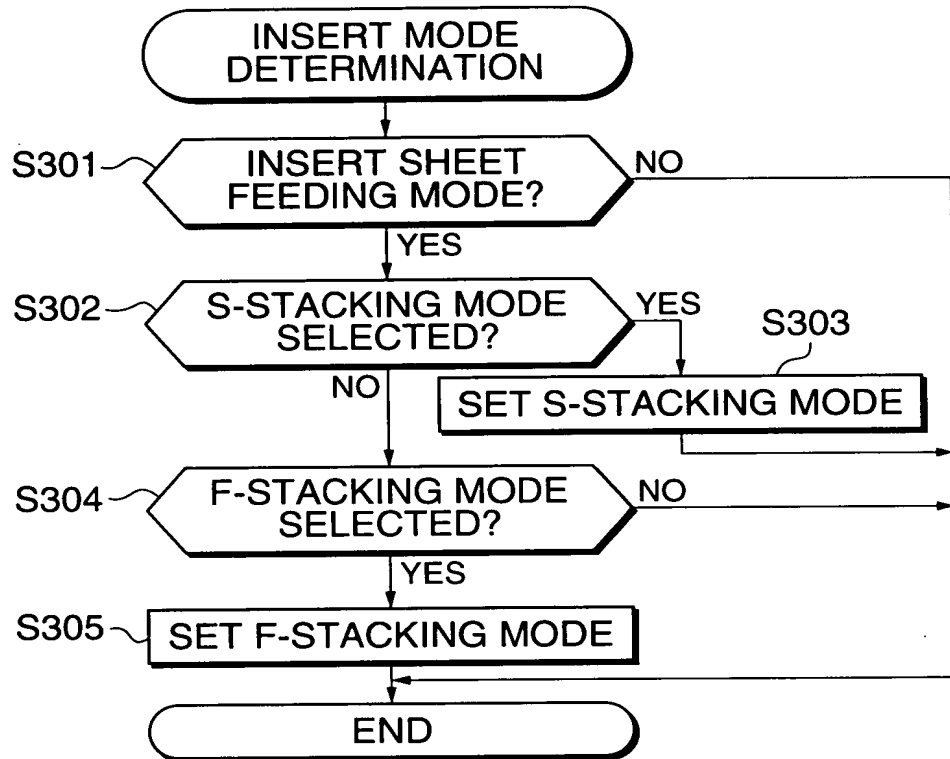 INSERT MODE
DETERMINATION
S301
INSERT SHEET
FEEDING MODE?
NO
YES
S302
S-STACKING MODE
SELECTED?
YES
S303
NO
SET S-STACKING MODE
S304
F-STACKING MODE
SELECTED?
NO
YES
S305
SET F-STACKING MODE
END